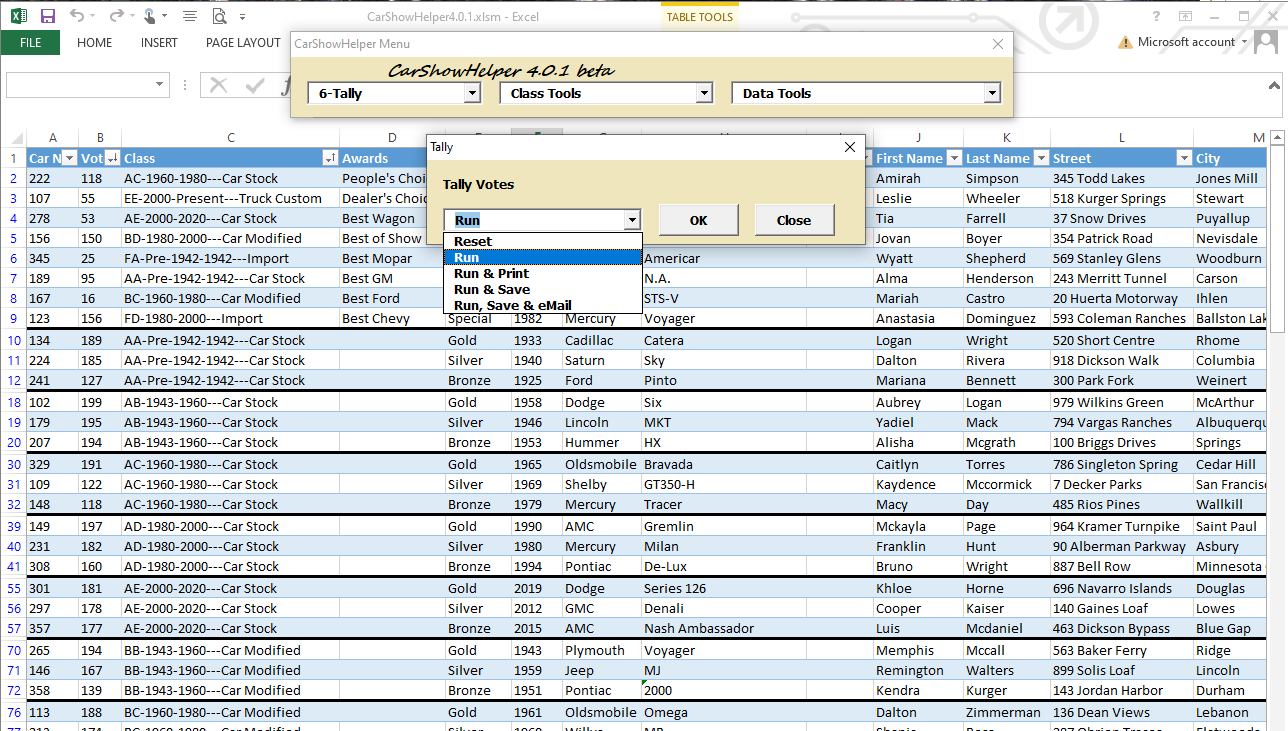 CarShowHelper4.0.1.xlsm - Excel
TABLE TOOLS
?
FILE HOME INSERT PAGE LAYOUT
CarShowHelper Menu
Microsoft account
CarShowHelper 4.0.1 beta
6-Tally Class Tools Data Tools
A B C D J K L M
Tally
1 Car N Vot Class Awards First Name Last Name Street City
2 222 118 AC-1960-1980---Car Stock People's Choi Amirah Simpson 345 Todd Lakes Jones Mill
Tally Votes
3 107 55 EE-2000-Present---Truck Custom Dealer's Choic Leslie Wheeler 518 Kurger Springs Stewart
4 278 53 AE-2000-2020---Car Stock Best Wagon Tia Farrell 37 Snow Drives Puyallup
Run OK Close
5 156 150 BD-1980-2000---Car Modified Best of Show Jovan Boyer 354 Patrick Road Nevisdale
Reset
Run
Run & Print
Run & Save
Run, Save & eMail
6 345 25 FA-Pre-1942-1942---Import Best Mopar Americar Wyatt Shepherd 569 Stanley Glens Woodburn
7 189 95 AA-Pre-1942-1942---Car Stock Best GM N.A. Alma Henderson 243 Merritt Tunnel Carson
8 167 16 BC-1960-1980---Car Modified Best Ford STS-V Mariah Castro 20 Huerta Motorway Ihlen
9 123 156 FD-1980-2000---Import Best Chevy Special 1982 Mercury Voyager Anastasia Dominguez 593 Coleman Ranches Ballston Lak
10 134 189 AA-Pre-1942-1942---Car Stock Gold 1933 Cadillac Catera Logan Wright 520 Short Centre Rhome
11 224 185 AA-Pre-1942-1942---Car Stock Silver 1940 Saturn Sky Dalton Rivera 918 Dickson Walk Columbia
12 241 127 AA-Pre-1942-1942---Car Stock Bronze 1925 Ford Pinto Mariana Bennett 300 Park Fork Weinert
18 102 199 AB-1943-1960---Car Stock Gold 1958 Dodge Six Aubrey Logan 979 Wilkins Green McArthur
19 179 195 AB-1943-1960---Car Stock Silver 1946 Lincoln MKT Yadiel Mack 794 Vargas Ranches Albuquerqu
20 207 194 AB-1943-1960---Car Stock Bronze 1953 Hummer HX Alisha Mcgrath 100 Briggs Drives Springs
30 329 191 AC-1960-1980---Car Stock Gold 1965 Oldsmobile Bravada Caitlyn Torres 786 Singleton Spring Cedar Hill
31 109 122 AC-1960-1980---Car Stock Silver 1969 Shelby GT350-H Kaydence Mccormick 7 Decker Parks San Francisc
32 148 118 AC-1960-1980---Car Stock Bronze 1979 Mercury Tracer Macy Day 485 Rios Pines Wallkill
39 149 197 AD-1980-2000---Car Stock Gold 1990 AMC Gremlin Mckayla Page 964 Kramer Turnpike Saint Paul
40 231 182 AD-1980-2000---Car Stock Silver 1980 Mercury Milan Franklin Hunt 90 Alberman Parkway Asbury
41 308 160 AD-1980-2000---Car Stock Bronze 1994 Pontiac De-Lux Bruno Wright 887 Bell Row Minnesota
55 301 181 AE-2000-2020---Car Stock Gold 2019 Dodge Series 126 Khloe Horne 696 Navarro Islands Douglas
56 297 178 AE-2000-2020---Car Stock Silver 2012 GMC Denali Cooper Kaiser 140 Gaines Loaf Lowes
57 357 177 AE-2000-2020---Car Stock Bronze 2015 AMC Nash Ambassador Luis Mcdaniel 463 Dickson Bypass Blue Gap
70 265 194 BB-1943-1960---Car Modified Gold 1943 Plymouth Voyager Memphis Mccall 563 Baker Ferry Ridge
71 146 167 BB-1943-1960---Car Modified Silver 1959 Jeep MJ Remington Walters 899 Solis Loaf Lincoln
72 358 139 BB-1943-1960---Car Modified Bronze 1951 Pontiac 2000 Kendra Kurger 143 Jordan Harbor Durham
76 113 188 BC-1960-1980---Car Modified Gold 1961 Oldsmobile Omega Dalton Zimmerman 136 Dean Views Lebanon